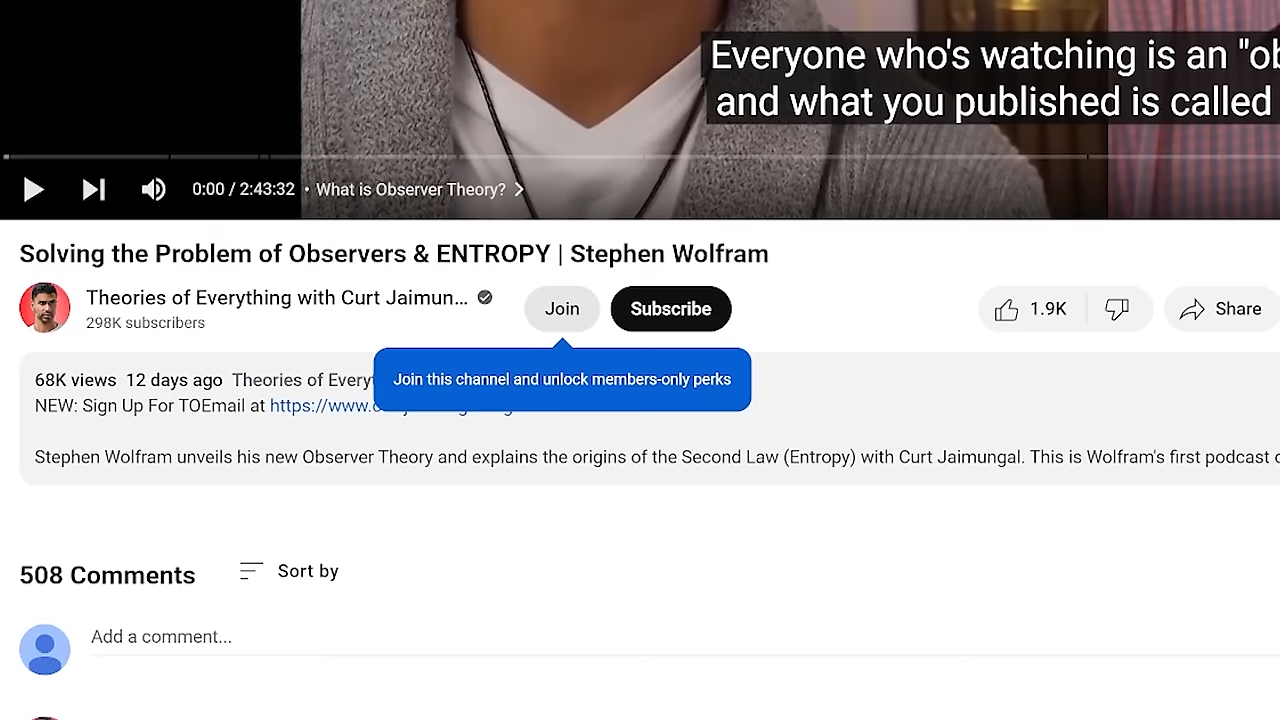 Everyone who's watching is an "ob
and what you published is called
0:00 / 2:43:32 • What is Observer Theory?
Solving the Problem of Observers & ENTROPY | Stephen Wolfram
Theories of Everything with Curt Jaimun...
298K subscribers
Join
Subscribe
1.9K
Share
Join this channel and unlock members-only perks
68K views 12 days ago Theories of Every
NEW: Sign Up For TOEmail at https://www.
Stephen Wolfram unveils his new Observer Theory and explains the origins of the Second Law (Entropy) with Curt Jaimungal. This is Wolfram's first podcast
508 Comments
Sort by
Add a comment...